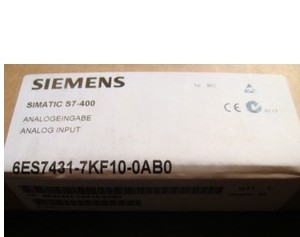 SIEMENS
SIMATIC S7-400
ANALOGEINGABE
ANALOG INPUT
6ES7431-7KF10-0AB0